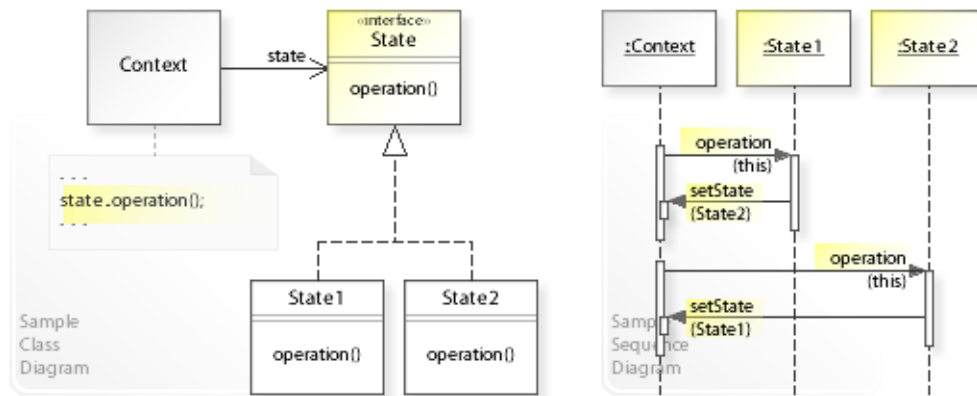 «interface»
State
Context
state
operation()
- - -
state.operation();
- - -
State1
operation()
State2
operation()
Sample
Class
Diagram
:Context
:State1
:State2
operation
(this)
setState
(State2)
operation
(this)
setState
(State1)
Sample
Sequence
Diagram